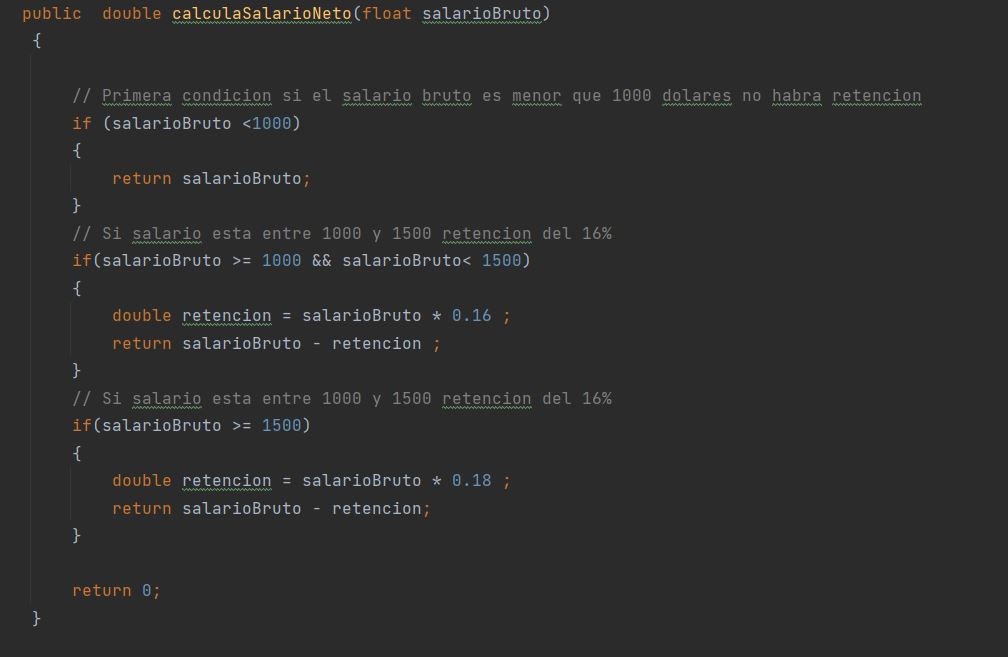 public  double calculaSalarioNeto(float salarioBruto)
{
// Primera condicion si el salario bruto es menor que 1000 dolares no habra retencion
if (salarioBruto <1000)
{
return salarioBruto;
}
// Si salario esta entre 1000 y 1500 retencion del 16%
if(salarioBruto >= 1000 && salarioBruto< 1500)
{
double retencion = salarioBruto * 0.16 ;
return salarioBruto - retencion ;
}
// Si salario esta entre 1000 y 1500 retencion del 16%
if(salarioBruto >= 1500)
{
double retencion = salarioBruto * 0.18 ;
return salarioBruto - retencion;
}
return 0;
}